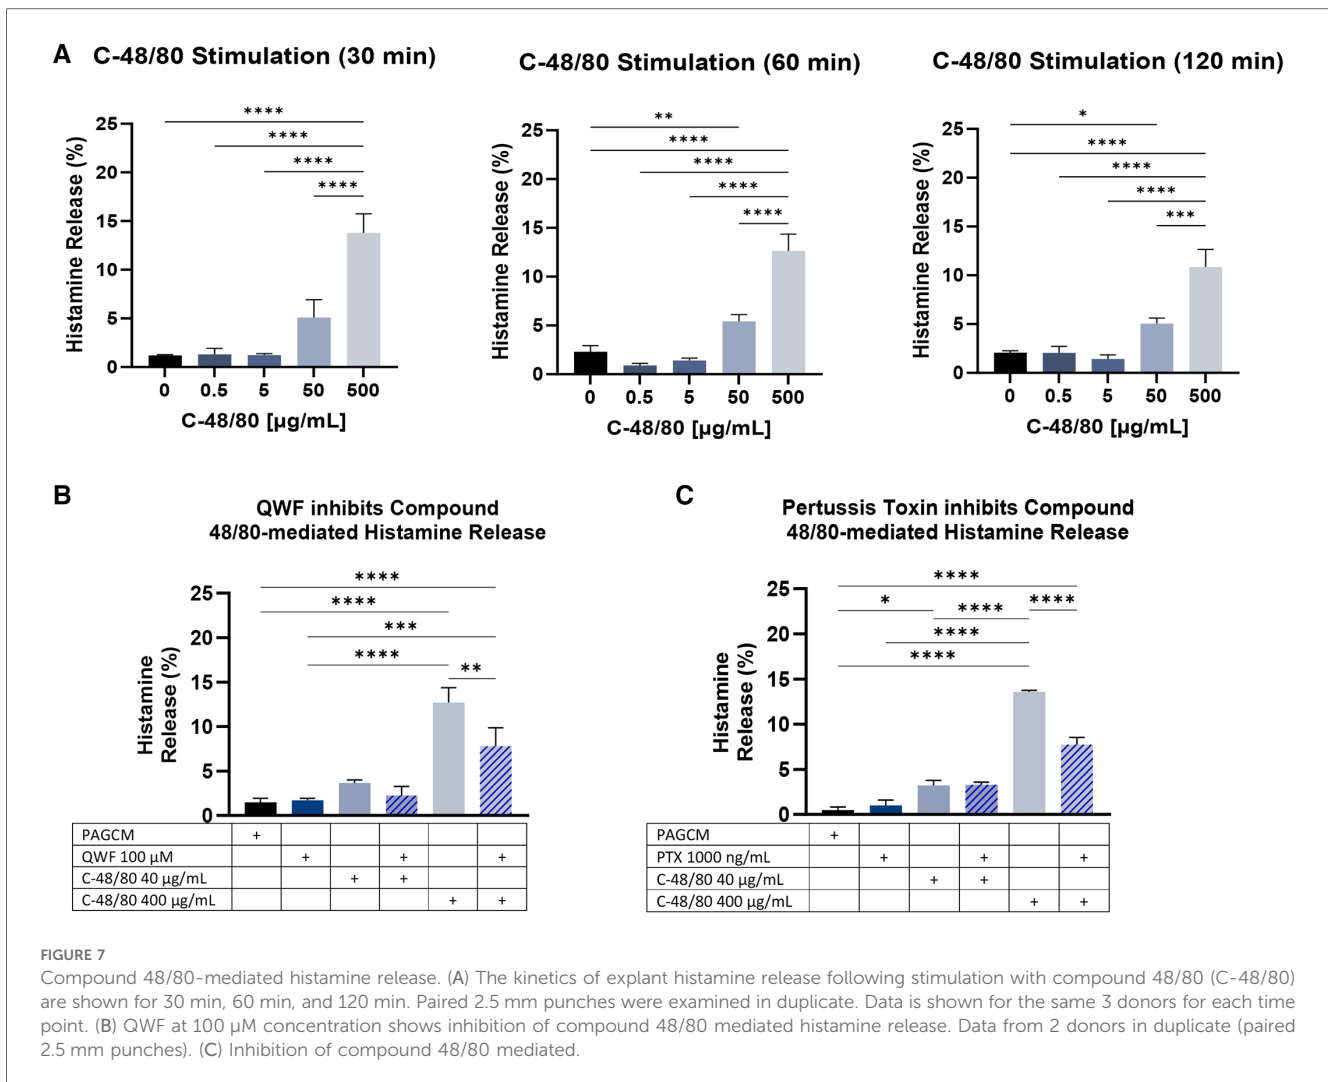 A
C-48/80 Stimulation (30 min)
****
****
****
****
25
20
15
10
5
0
Histamine Release (%)
0 0.5 5 50 500
C-48/80 [µg/mL]
C-48/80 Stimulation (60 min)
**
****
****
****
****
25
20
15
10
5
0
Histamine Release (%)
0 0.5 5 50 500
C-48/80 [µg/mL]
C-48/80 Stimulation (120 min)
*
****
****
****
***
25
20
15
10
5
0
Histamine Release (%)
0 0.5 5 50 500
C-48/80 [µg/mL]
B
QWF inhibits Compound
48/80-mediated Histamine Release
****
****
***
****
**
25
20
15
10
5
0
Histamine
Release (%)
PAGCM +
QWF 100 µM + + +
C-48/80 40 µg/mL + +
C-48/80 400 µg/mL + +
C
Pertussis Toxin inhibits Compound
48/80-mediated Histamine Release
****
* **** ****
****
****
25
20
15
10
5
0
Histamine
Release (%)
PAGCM +
PTX 1000 ng/mL + + +
C-48/80 40 µg/mL + +
C-48/80 400 µg/mL + +
FIGURE 7
Compound 48/80-mediated histamine release. (A) The kinetics of explant histamine release following stimulation with compound 48/80 (C-48/80)
are shown for 30 min, 60 min, and 120 min. Paired 2.5 mm punches were examined in duplicate. Data is shown for the same 3 donors for each time
point. (B) QWF at 100 µM concentration shows inhibition of compound 48/80 mediated histamine release. Data from 2 donors in duplicate (paired
2.5 mm punches). (C) Inhibition of compound 48/80 mediated.